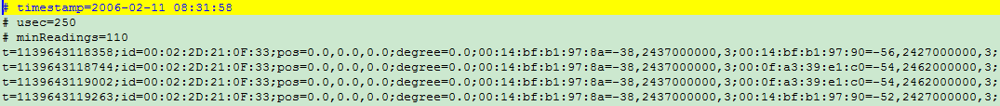 # timestamp=2006-02-11 08:31:58
# usec=250
# minReadings=110
t=1139643118358;id=00:02:2D:21:0F:33;pos=0.0,0.0,0.0;degree=0.0;00:14:bf:b1:97:8a=-38,2437000000,3;00:14:bf:b1:97:90=-56,2427000000,3;
t=1139643118744;id=00:02:2D:21:0F:33;pos=0.0,0.0,0.0;degree=0.0;00:14:bf:b1:97:8a=-38,2437000000,3;00:0f:a3:39:e1:c0=-54,2462000000,3;
t=1139643119002;id=00:02:2D:21:0F:33;pos=0.0,0.0,0.0;degree=0.0;00:14:bf:b1:97:8a=-38,2437000000,3;00:0f:a3:39:e1:c0=-54,2462000000,3;
t=1139643119263;id=00:02:2D:21:0F:33;pos=0.0,0.0,0.0;degree=0.0;00:14:bf:b1:97:8a=-38,2437000000,3;00:14:bf:b1:97:90=-52,2427000000,3;